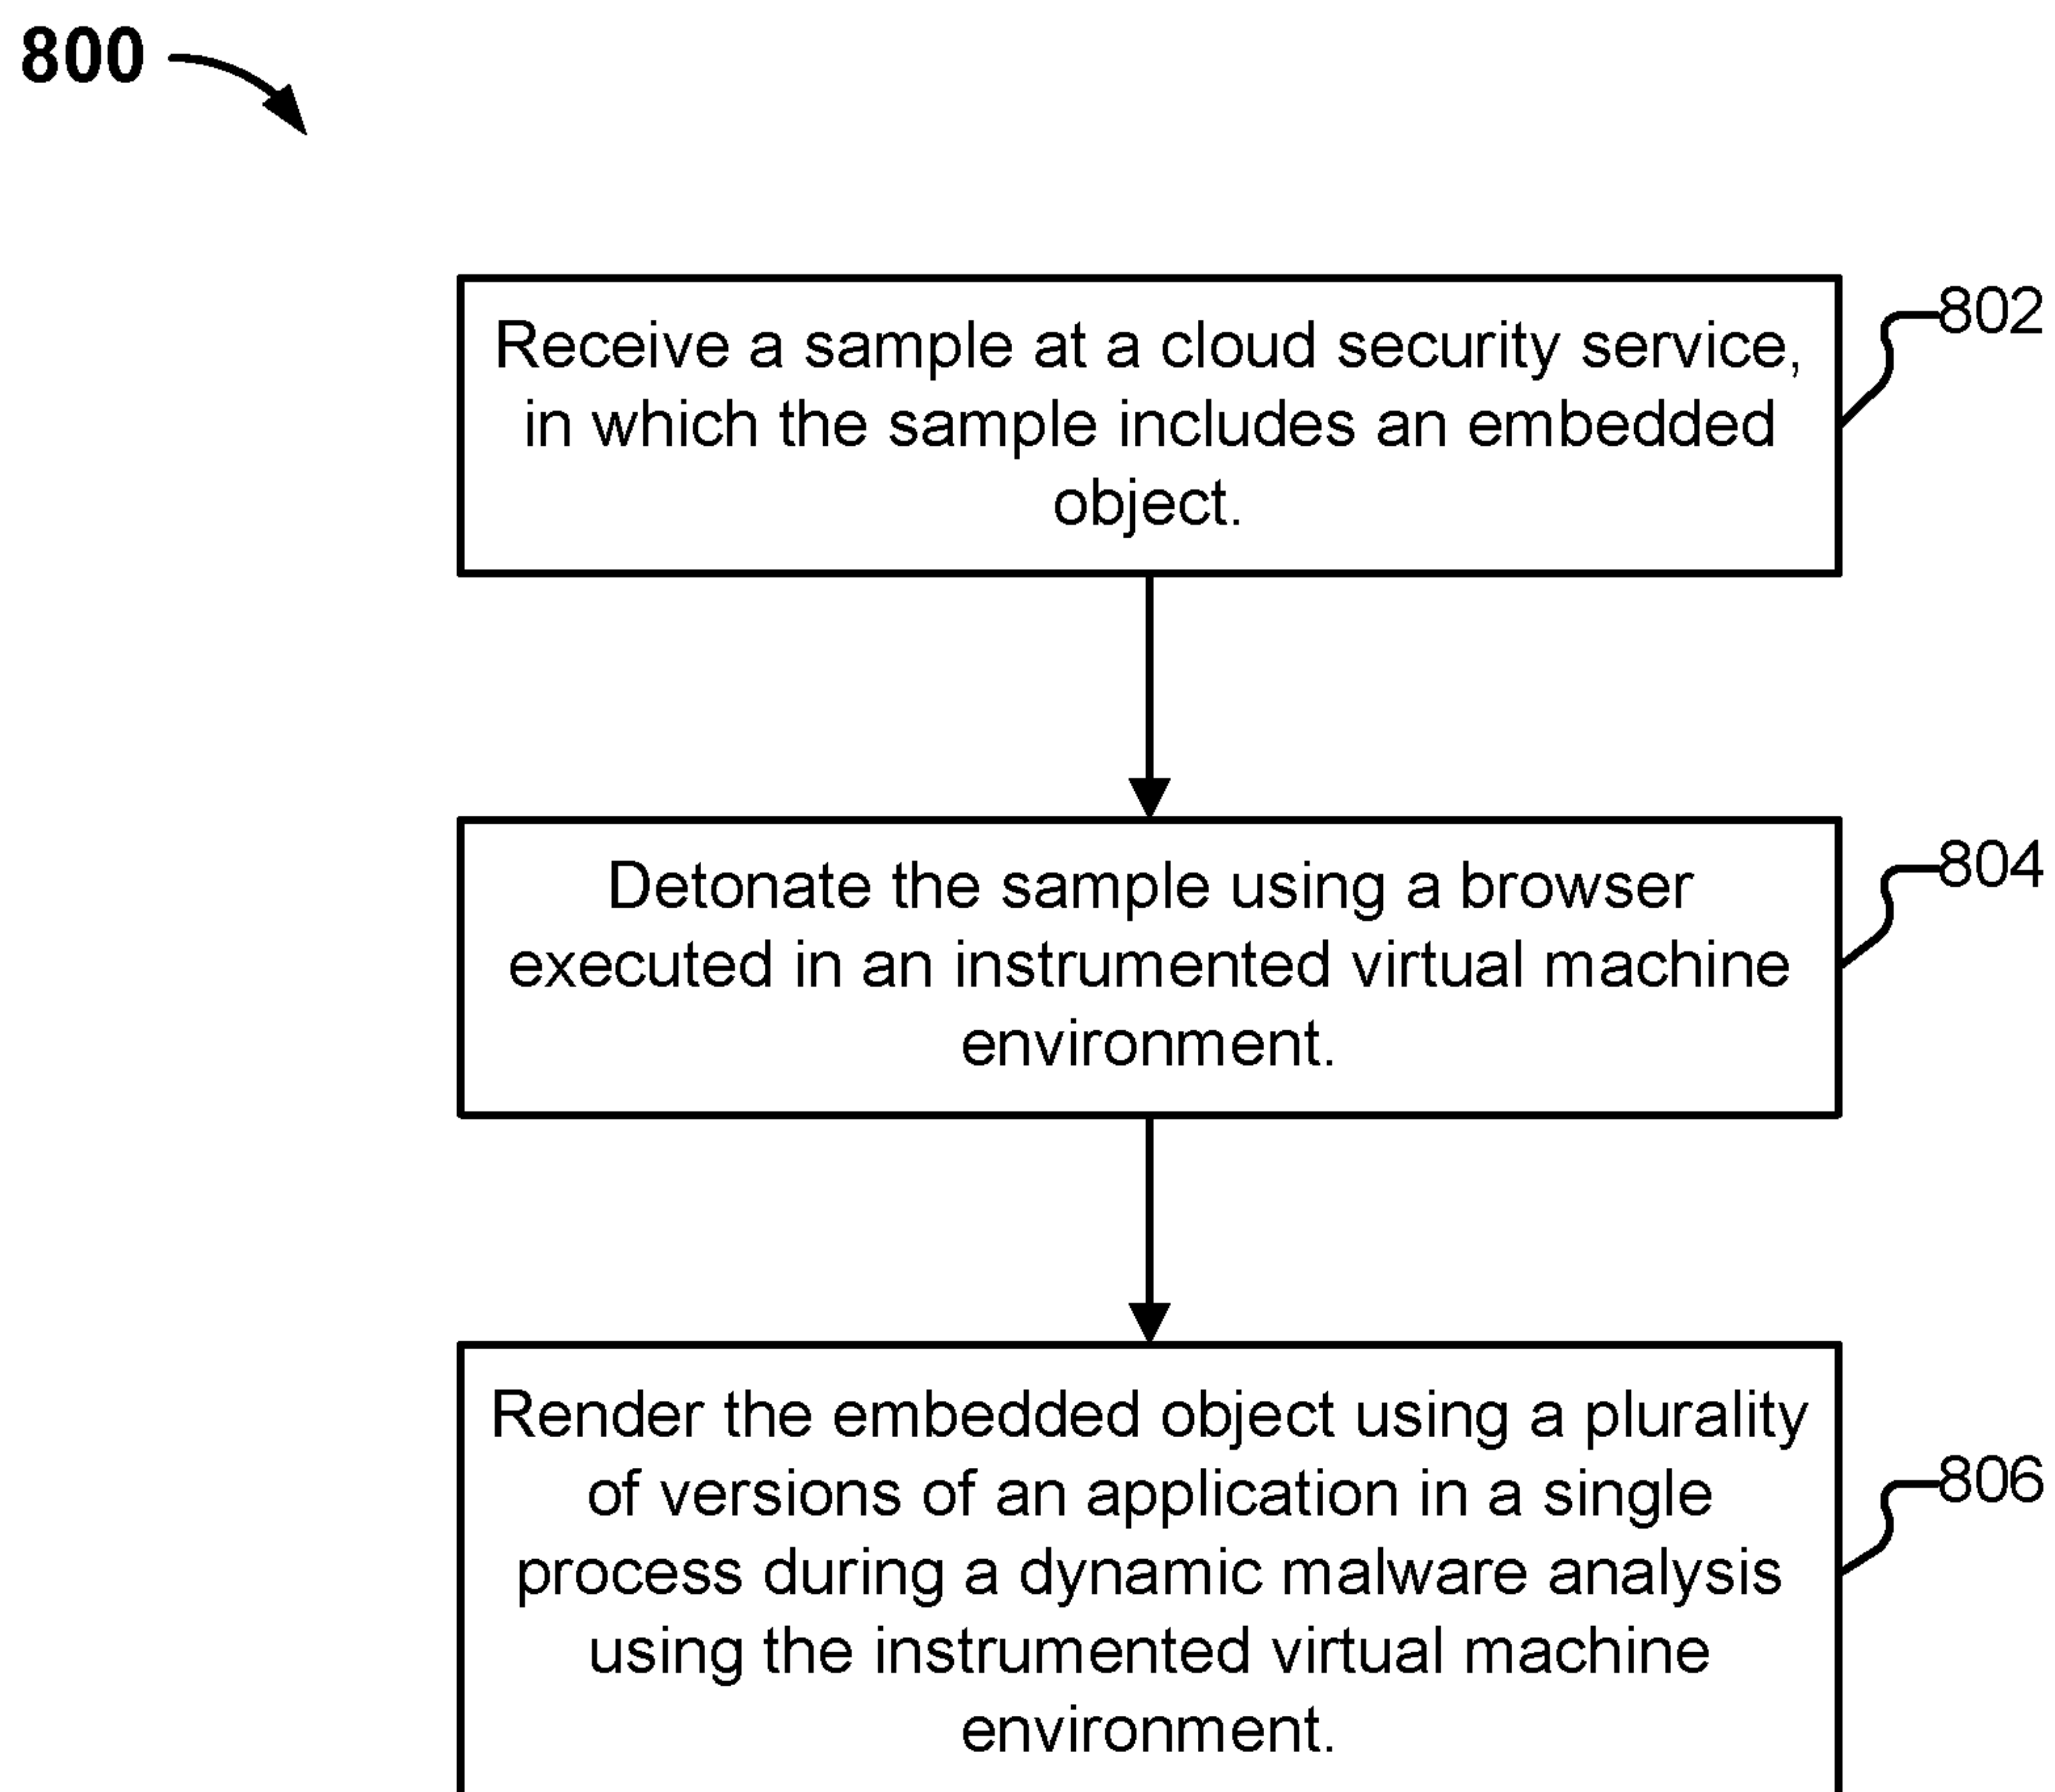 800
802
Receive a sample at a cloud security service,
in which the sample includes an embedded
object.
804
Detonate the sample using a browser
executed in an instrumented virtual machine
environment.
806
Render the embedded object using a plurality
of versions of an application in a single
process during a dynamic malware analysis
using the instrumented virtual machine
environment.